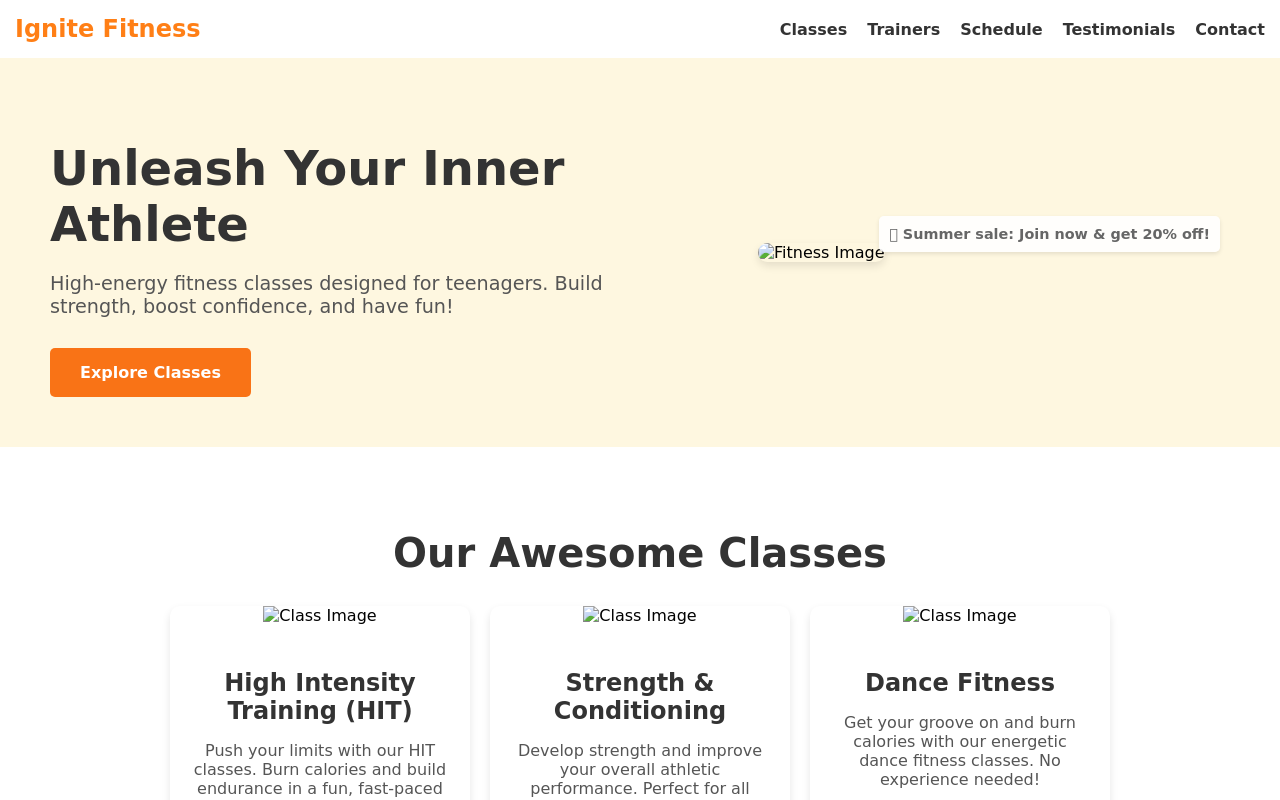 Ignite Fitness
Classes Trainers Schedule Testimonials Contact
Unleash Your Inner
Athlete
High-energy fitness classes designed for teenagers. Build
strength, boost confidence, and have fun!
Explore Classes
Fitness Image
Summer sale: Join now & get 20% off!
Our Awesome Classes
Class Image
High Intensity
Training (HIT)
Push your limits with our HIT
classes. Burn calories and build
endurance in a fun, fast-paced
Class Image
Strength &
Conditioning
Develop strength and improve
your overall athletic
performance. Perfect for all
Class Image
Dance Fitness
Get your groove on and burn
calories with our energetic
dance fitness classes. No
experience needed!